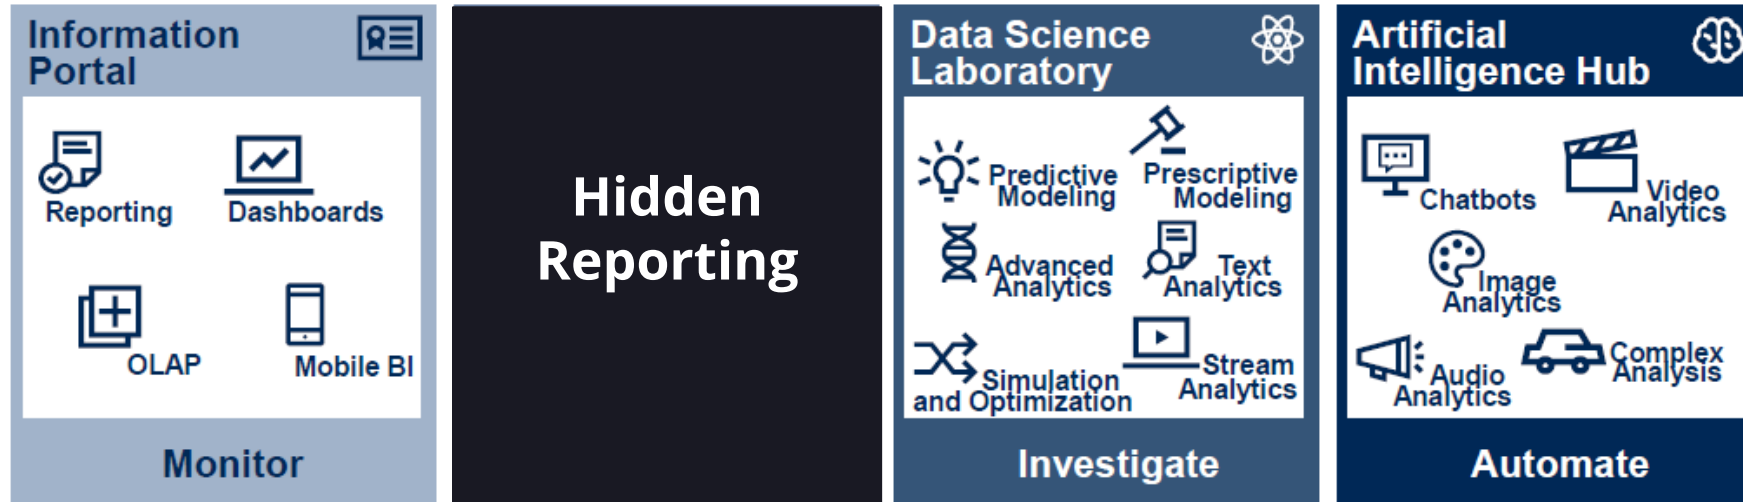 Information
Portal
Reporting
Dashboards
OLAP
Mobile BI
Monitor
Hidden
Reporting
Data Science
Laboratory
Predictive
Modeling
Prescriptive
Modeling
Advanced
Analytics
Text
Analytics
Simulation
and Optimization
Stream
Analytics
Investigate
Artificial
Intelligence Hub
Chatbots
Video
Analytics
Image
Analytics
Audio
Analytics
Complex
Analysis
Automate